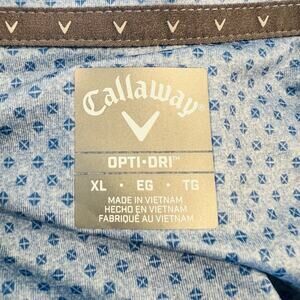 Callaway
OPTI•DRI™
XL • EG • TG
MADE IN VIETNAM
HECHO EN VIETNAM
FABRIQUÉ AU VIETNAM